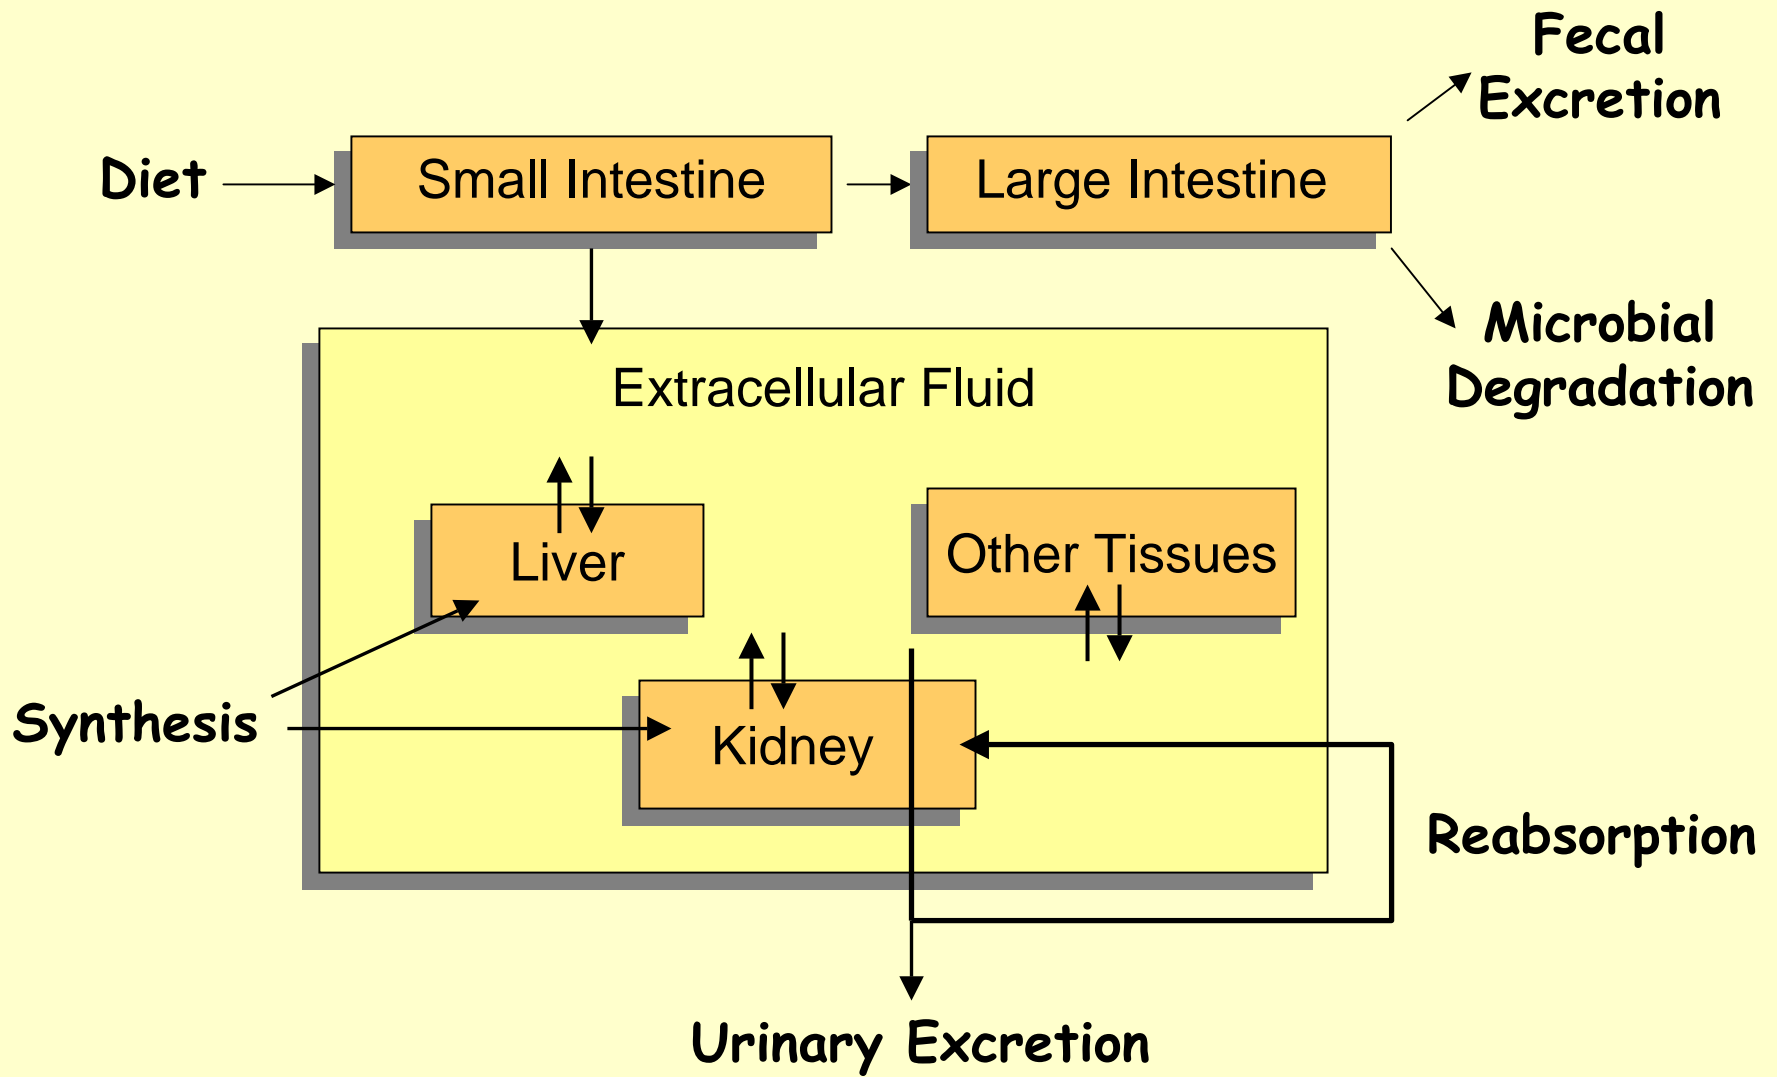 Fecal
Excretion
Diet
Small Intestine
Large Intestine
Microbial
Degradation
Extracellular Fluid
Liver
Other Tissues
Synthesis
Kidney
Reabsorption
Urinary Excretion